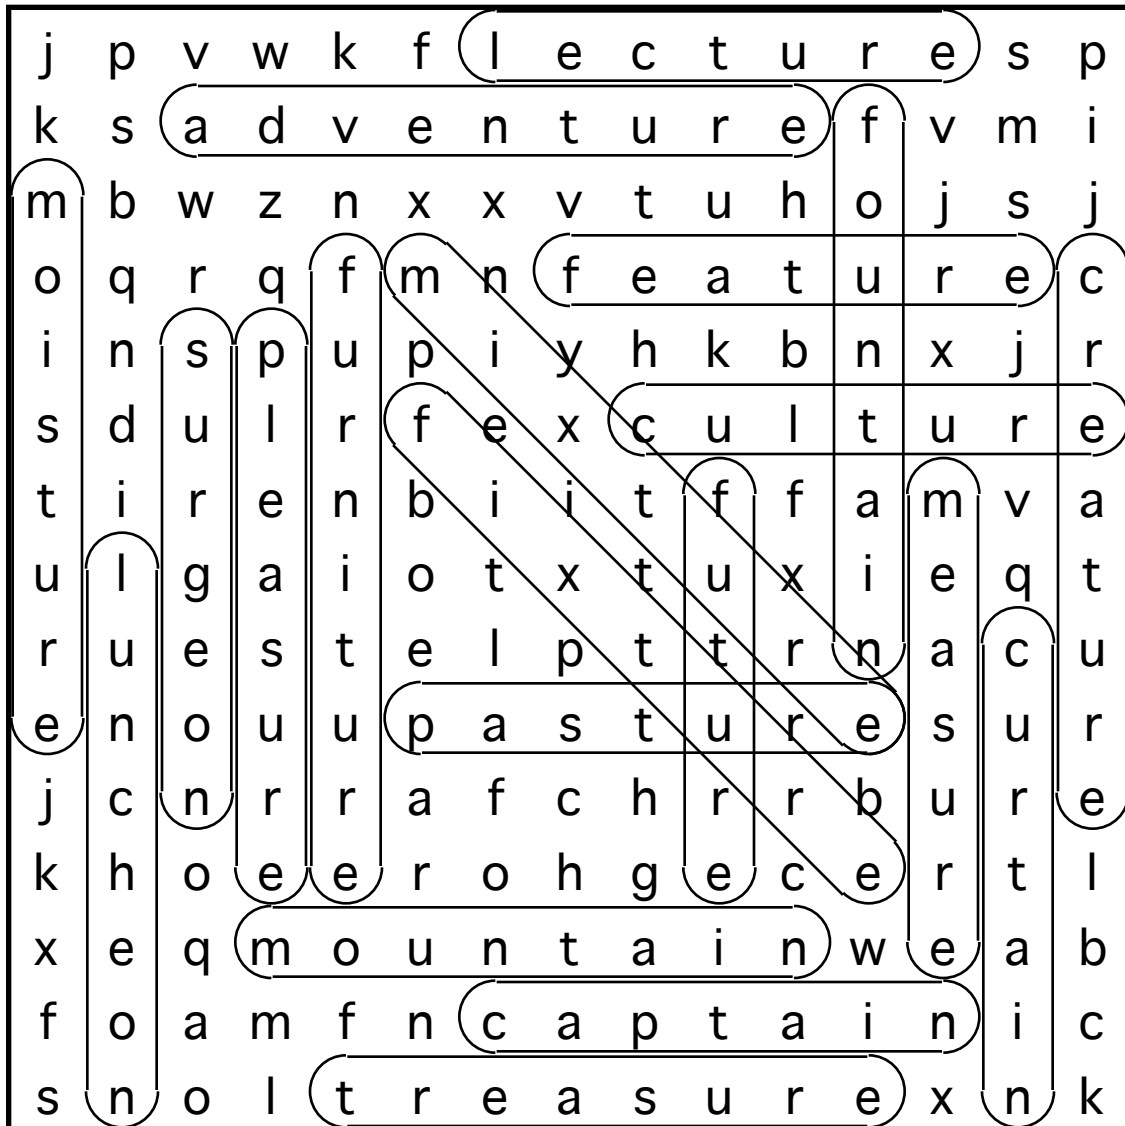 j p v w k f l e c t u r e s p
k s a d v e n t u r e f v m i
m b w z n x x v t u h o j s j
o q r q f m n f e a t u r e c
i n s p u p i y h k b n x j r
s d u l r f e x c u l t u r e
t i r e n b i i t f f a m v a
u l g a i o t x t u x i e q t
r u e s t e l p t t r n a c u
e n o u u p a s t u r e s u r
j c n r r a f c h r r b u r e
k h o e e r o h g e c e r t l
x e q m o u n t a i n w e a b
f o a m f n c a p t a i n i c
s n o l t r e a s u r e x n k